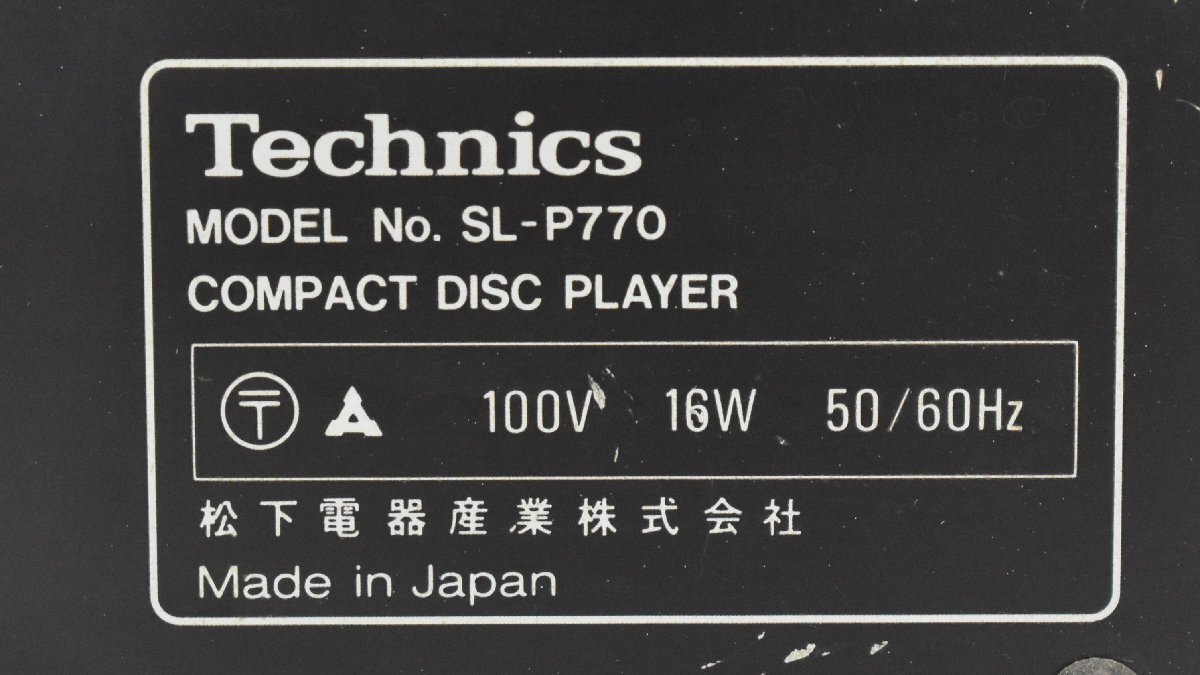 Technics
MODEL No. SL-P770
COMPACT DISC PLAYER
〒 100V 16W 50/60Hz
松下電器産業株式会社
Made in Japan